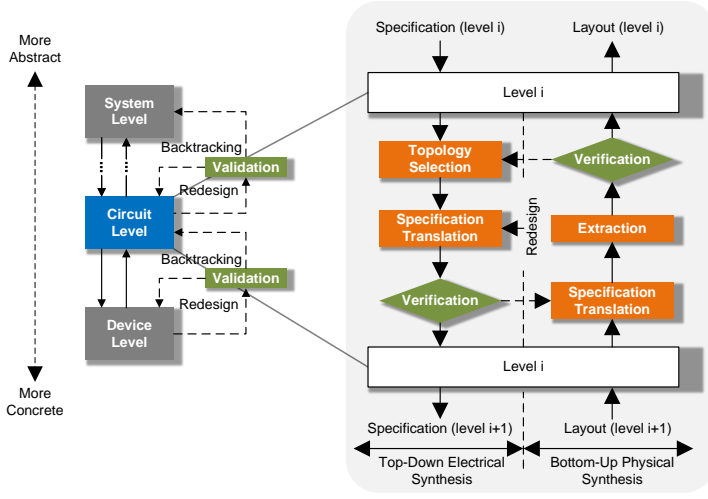 More
Abstract
System
Level
Backtracking
Validation
Redesign
Circuit
Level
Backtracking
Validation
Redesign
Device
Level
More
Concrete
Specification (level i)
Layout (level i)
Level i
Topology
Selection
Verification
Specification
Translation
Redesign
Extraction
Verification
Specification
Translation
Level i
Specification (level i+1)
Layout (level i+1)
Top-Down Electrical
Synthesis
Bottom-Up Physical
Synthesis